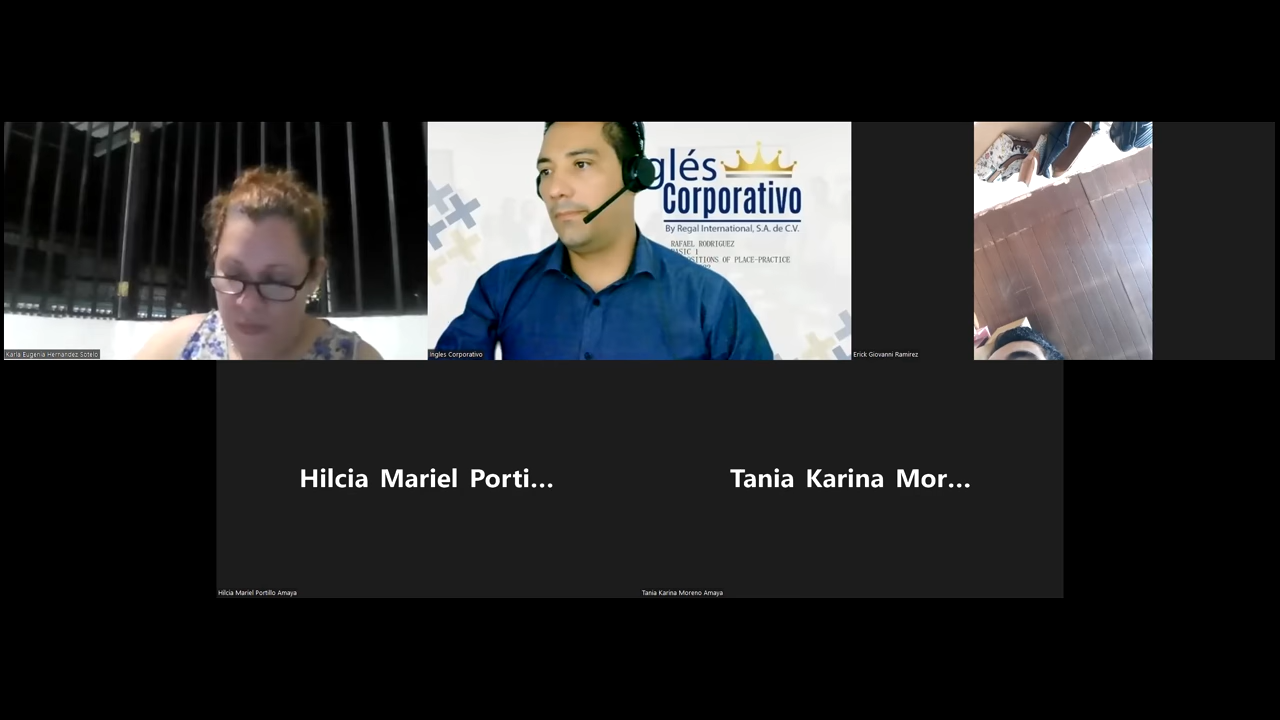 glés
Corporativo
By Regal International, S.A. de C.V.
RAFAEL RODRIGUEZ
BASIC 1
SITIONS OF PLACE-PRACTICE
Karla Eugenia Hernandez Sotelo
Ingles Corporativo
Erick Giovanni Ramirez
Hilcia Mariel Porti...
Tania Karina Mor...
Hilcia Mariel Portillo Amaya
Tania Karina Moreno Amaya